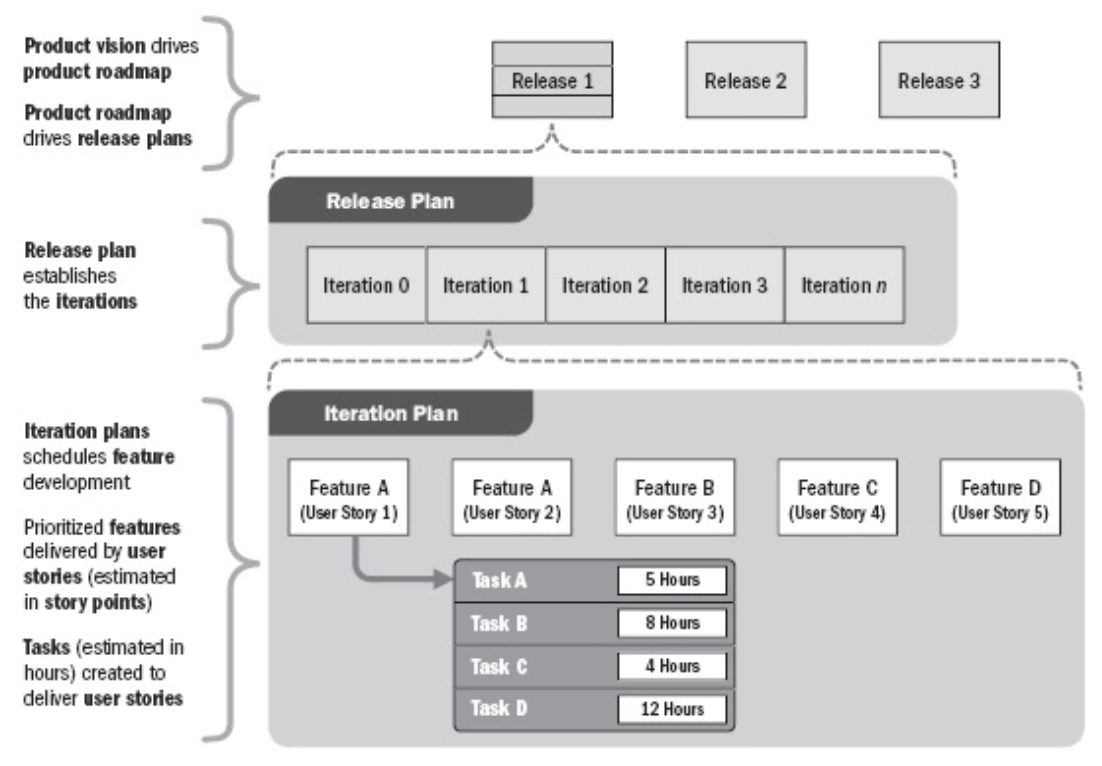 Product vision drives
product roadmap
Product roadmap
drives release plans
Release 1
Release 2
Release 3
Release Plan
Release plan
establishes
the iterations
Iteration 0
Iteration 1
Iteration 2
Iteration 3
Iteration n
Iteration Plan
Iteration plans
schedules feature
development
Prioritized features
delivered by user
stories (estimated
in story points)
Tasks (estimated in
hours) created to
deliver user stories
Feature A
(User Story 1)
Feature A
(User Story 2)
Feature B
(User Story 3)
Feature C
(User Story 4)
Feature D
(User Story 5)
Task A
5 Hours
Task B
8 Hours
Task C
4 Hours
Task D
12 Hours